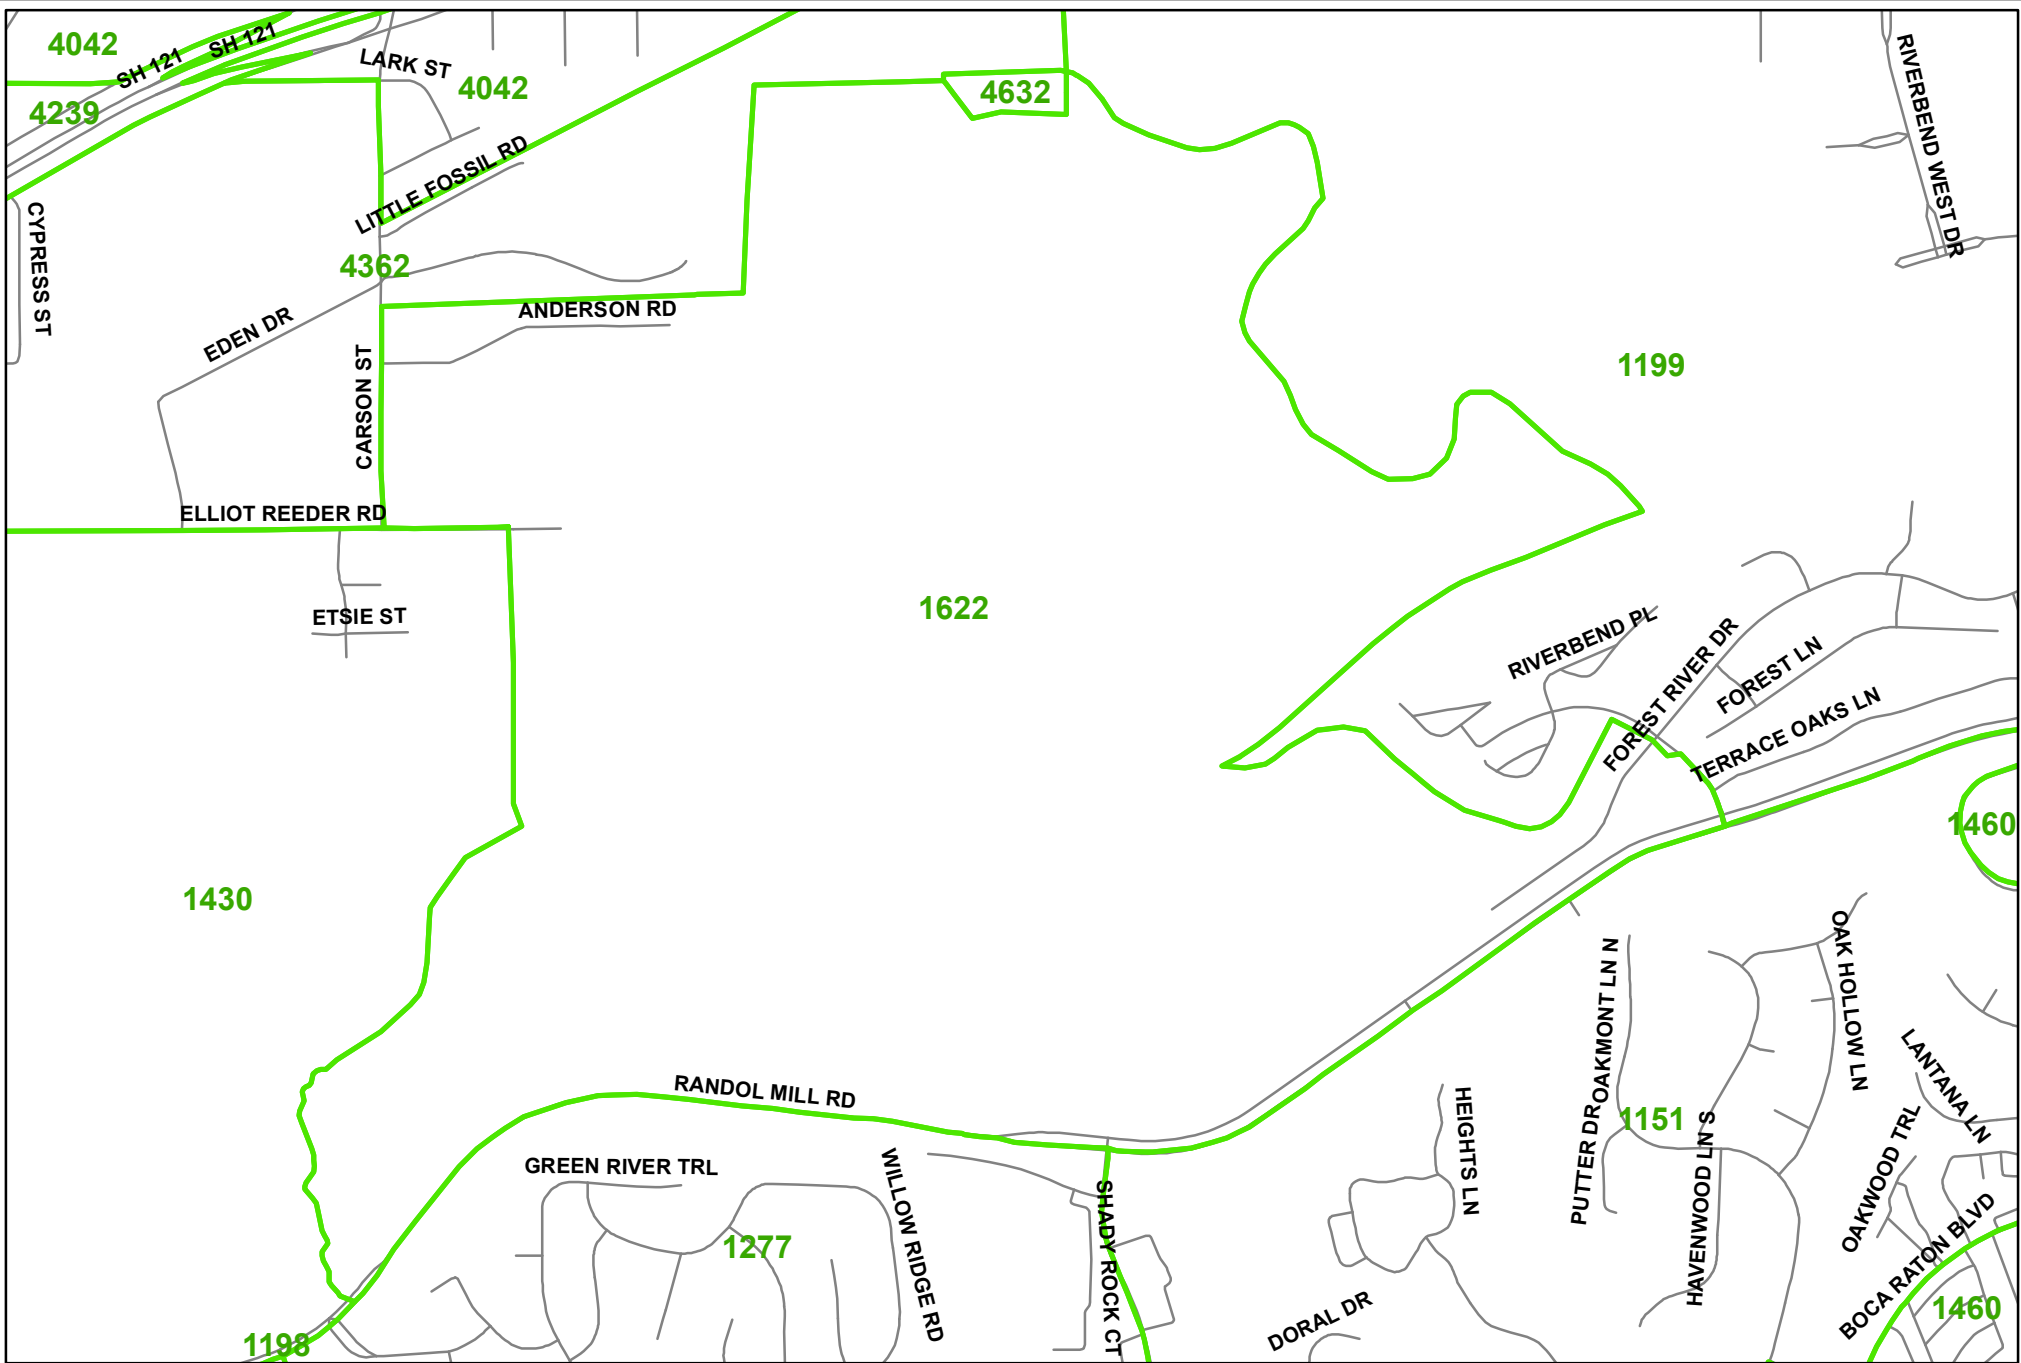 4042
SH 121
SH 121
LARK ST
4042
4632
4239
RIVERBEND WEST DR
LITTLE FOSSIL RD
CYPRESS ST
4362
ANDERSON RD
EDEN DR
1199
CARSON ST
ELLIOT REEDER RD
ETSIE ST
1622
RIVERBEND PL
FOREST RIVER DR
FOREST LN
TERRACE OAKS LN
1460
1430
OAK HOLLOW LN
OAKMONT LN N
RANDOL MILL RD
HEIGHTS LN
PUTTER DR
1151
LANTANA LN
HAVENWOOD LN S
OAKWOOD TRL
GREEN RIVER TRL
WILLOW RIDGE RD
SHADY ROCK CT
1277
BOCA RATON BLVD
DORAL DR
1460
1198